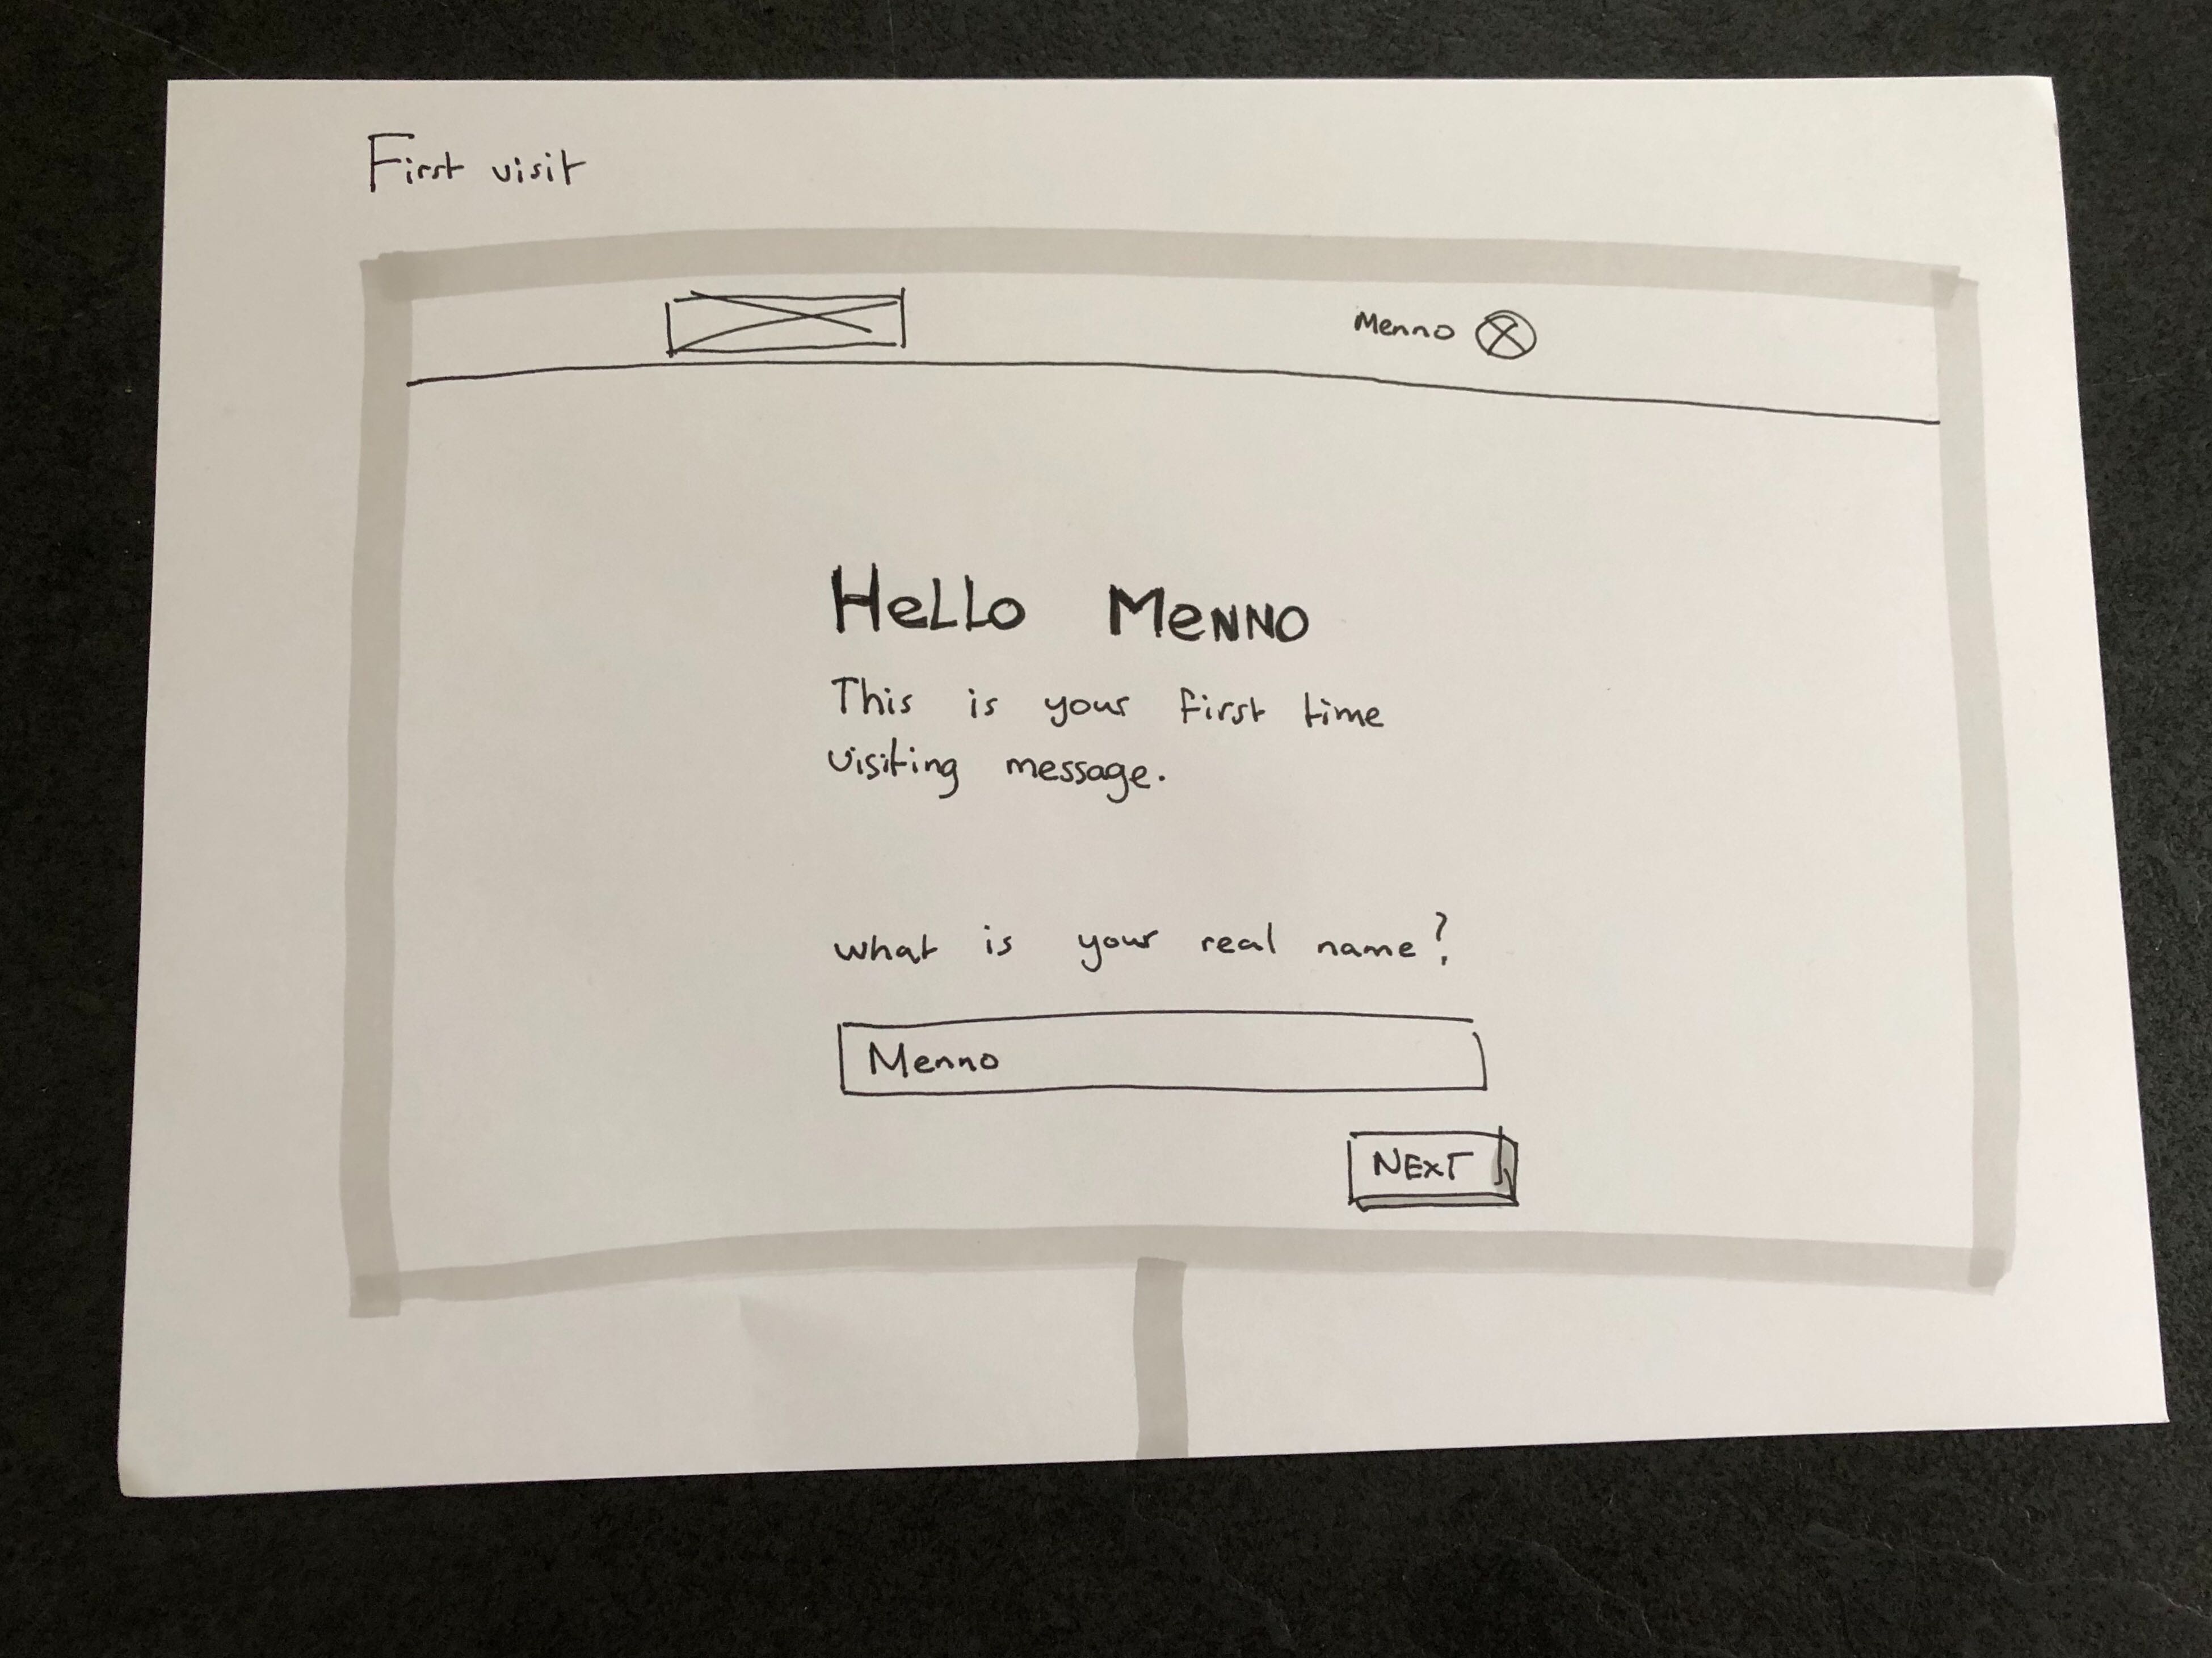 First visit
Menno
Hello Menno
This is your first time
visiting message.
what is your real name?
Menno
NEXT